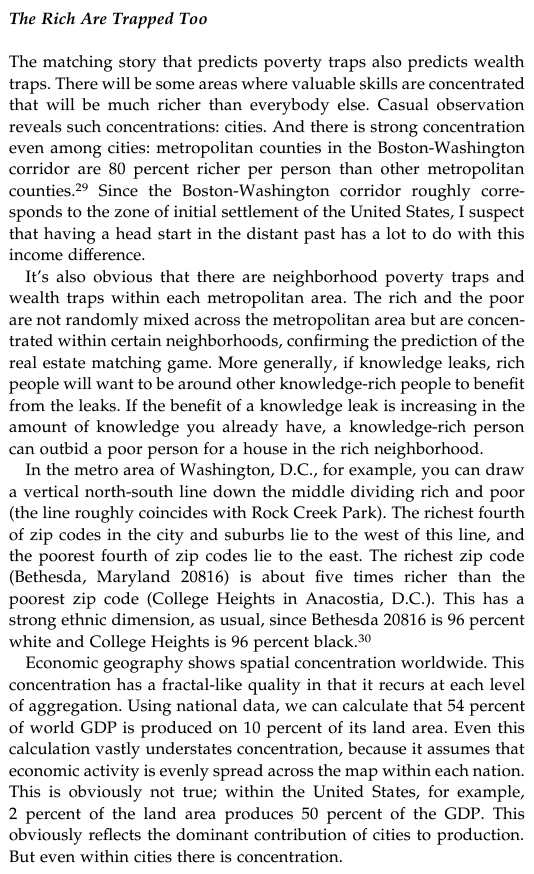 The Rich Are Trapped Too
The matching story that predicts poverty traps also predicts wealth
traps. There will be some areas where valuable skills are concentrated
that will be much richer than everybody else. Casual observation
reveals such concentrations: cities. And there is strong concentration
even among cities: metropolitan counties in the Boston-Washington
corridor are 80 percent richer per person than other metropolitan
counties.²⁹ Since the Boston-Washington corridor roughly corre-
sponds to the zone of initial settlement of the United States, I suspect
that having a head start in the distant past has a lot to do with this
income difference.
It's also obvious that there are neighborhood poverty traps and
wealth traps within each metropolitan area. The rich and the poor
are not randomly mixed across the metropolitan area but are concen-
trated within certain neighborhoods, confirming the prediction of the
real estate matching game. More generally, if knowledge leaks, rich
people will want to be around other knowledge-rich people to benefit
from the leaks. If the benefit of a knowledge leak is increasing in the
amount of knowledge you already have, a knowledge-rich person
can outbid a poor person for a house in the rich neighborhood.
In the metro area of Washington, D.C., for example, you can draw
a vertical north-south line down the middle dividing rich and poor
(the line roughly coincides with Rock Creek Park). The richest fourth
of zip codes in the city and suburbs lie to the west of this line, and
the poorest fourth of zip codes lie to the east. The richest zip code
(Bethesda, Maryland 20816) is about five times richer than the
poorest zip code (College Heights in Anacostia, D.C.). This has a
strong ethnic dimension, as usual, since Bethesda 20816 is 96 percent
white and College Heights is 96 percent black.³⁰
Economic geography shows spatial concentration worldwide. This
concentration has a fractal-like quality in that it recurs at each level
of aggregation. Using national data, we can calculate that 54 percent
of world GDP is produced on 10 percent of its land area. Even this
calculation vastly understates concentration, because it assumes that
economic activity is evenly spread across the map within each nation.
This is obviously not true; within the United States, for example,
2 percent of the land area produces 50 percent of the GDP. This
obviously reflects the dominant contribution of cities to production.
But even within cities there is concentration.